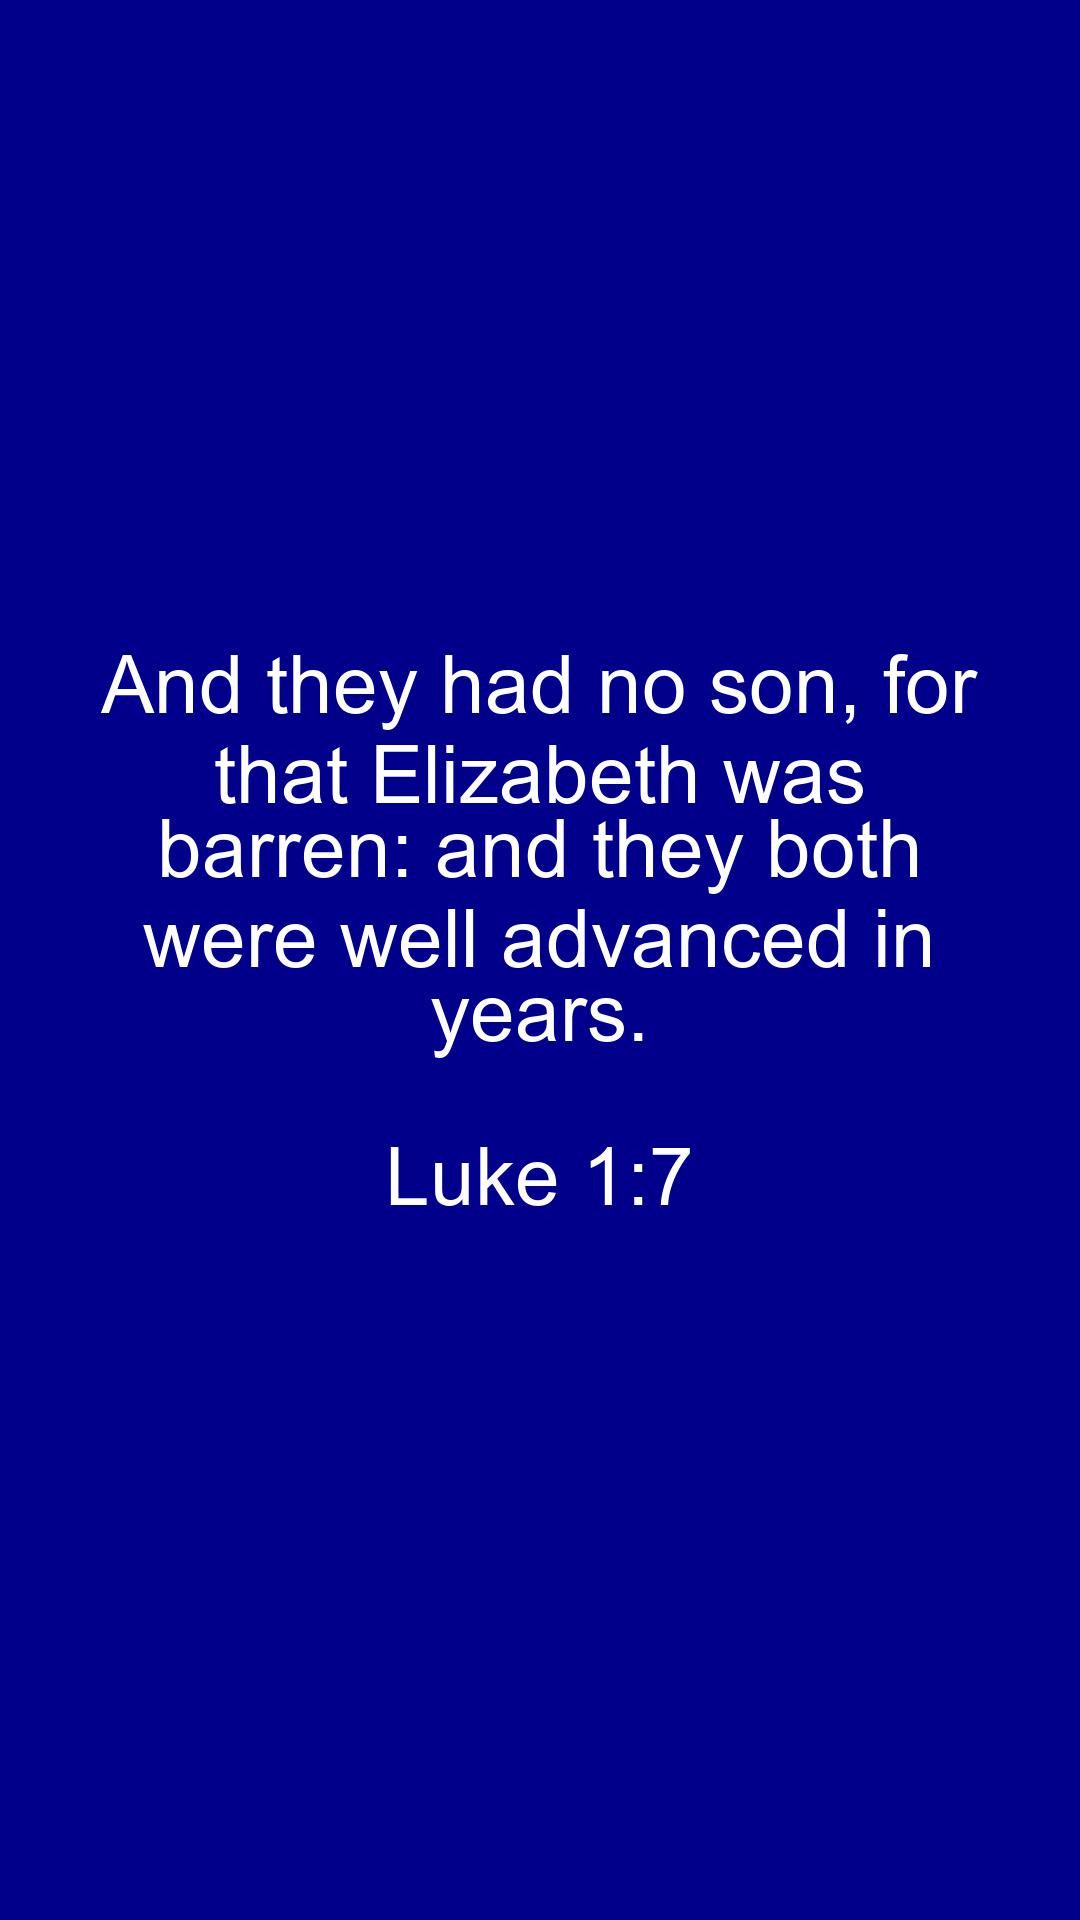 And they had no son, for
that Elizabeth was
barren: and they both
were well advanced in
years.
Luke 1:7